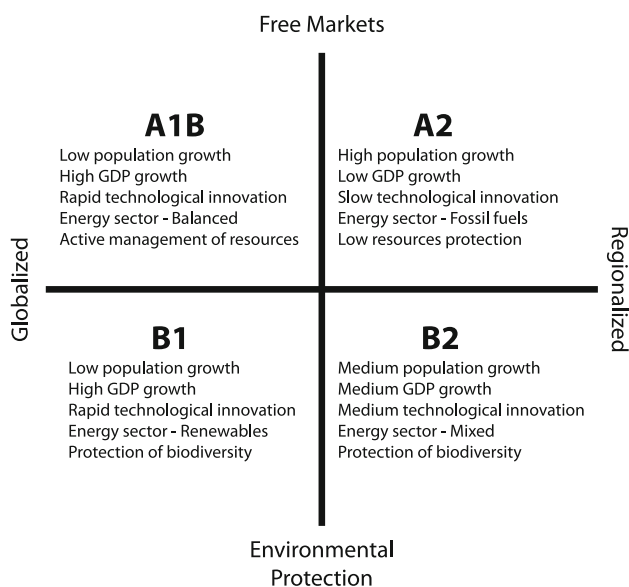 Free Markets
A1B
Low population growth
High GDP growth
Rapid technological innovation
Energy sector - Balanced
Active management of resources
A2
High population growth
Low GDP growth
Slow technological innovation
Energy sector - Fossil fuels
Low resources protection
Globalized
Regionalized
B1
Low population growth
High GDP growth
Rapid technological innovation
Energy sector - Renewables
Protection of biodiversity
B2
Medium population growth
Medium GDP growth
Medium technological innovation
Energy sector - Mixed
Protection of biodiversity
Environmental
Protection